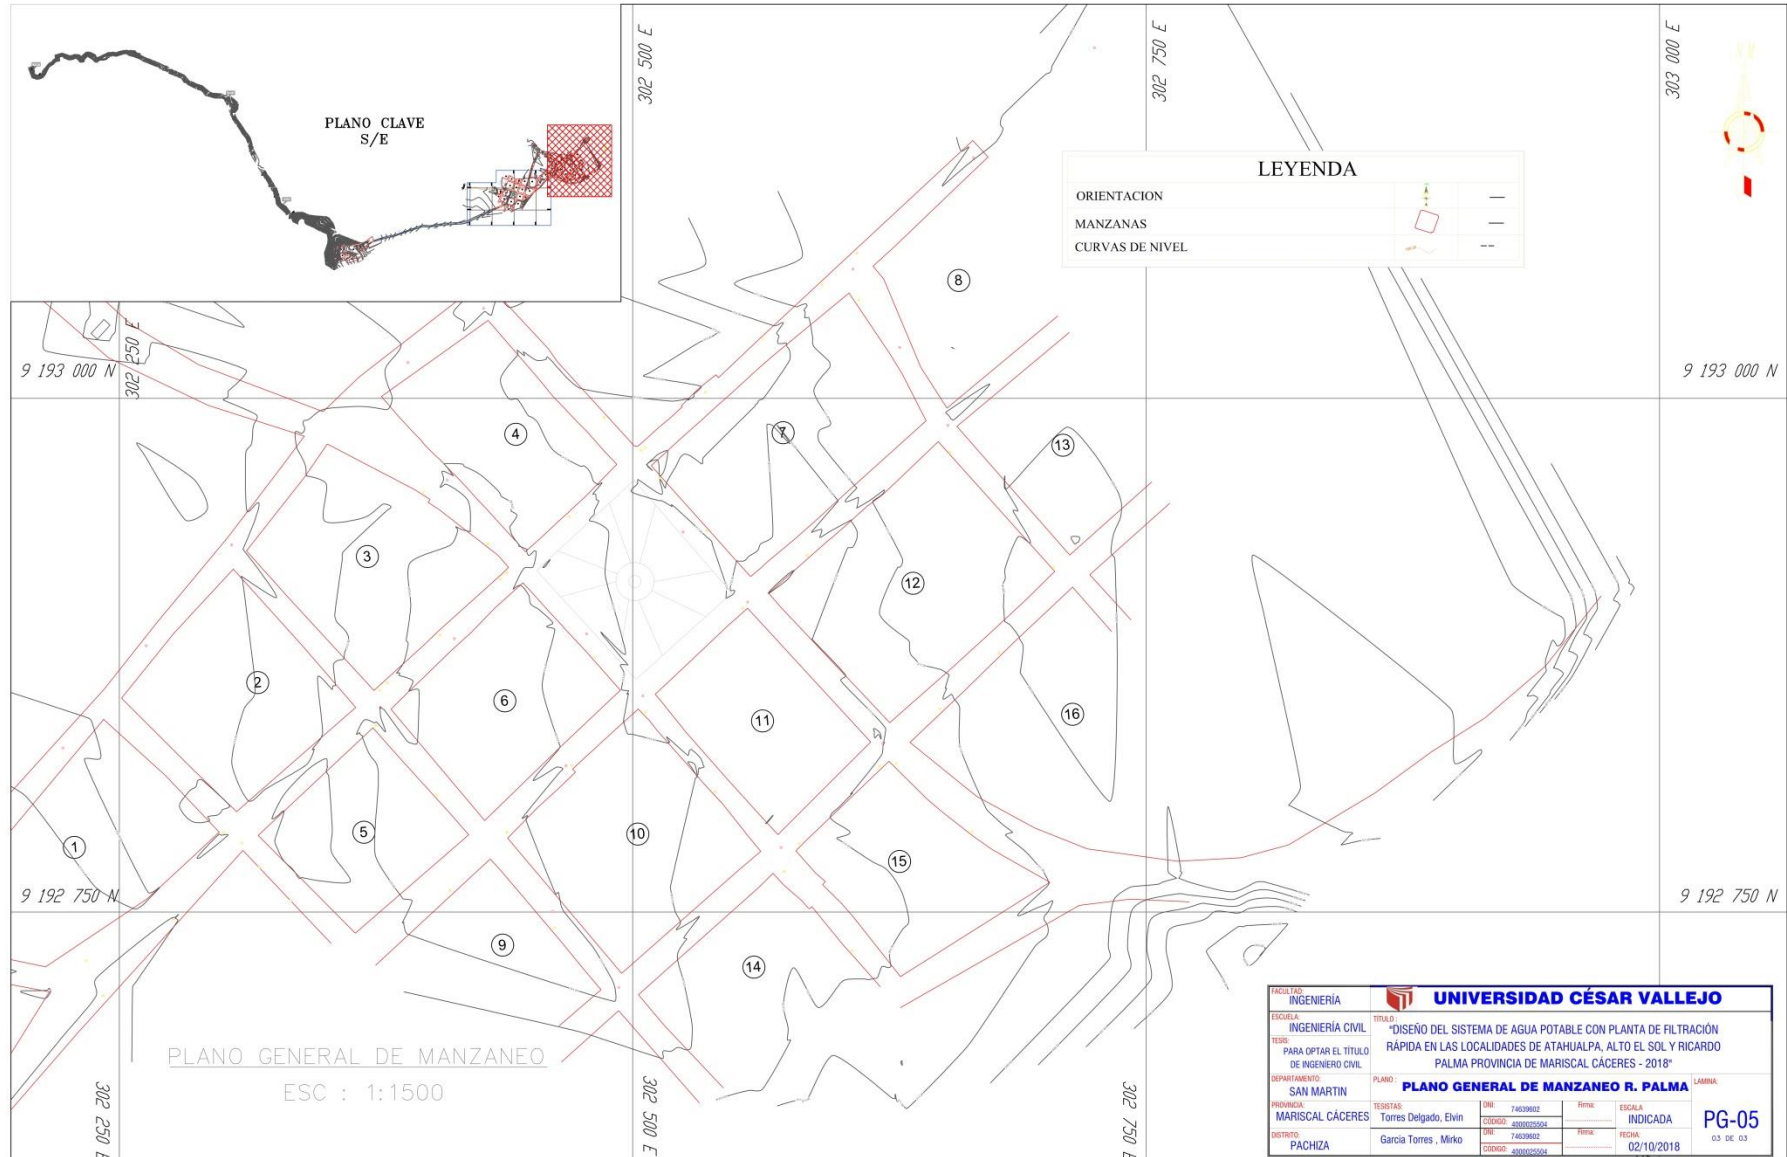 PLANO CLAVE
S/E
302 500 E
302 750 E
303 000 E
LEYENDA
ORIENTACION
MANZANAS
CURVAS DE NIVEL
8
9 193 000 N
302 250 E
9 193 000 N
4
7
13
3
12
2
6
11
16
1
5
10
15
9 192 750 N
9 192 750 N
9
14
PLANO GENERAL DE MANZANEO
ESC : 1:1500
302 250 E
302 500 E
302 750 E
FACULTAD:
INGENIERÍA
UNIVERSIDAD CÉSAR VALLEJO
ESCUELA:
INGENIERÍA CIVIL
TÍTULO :
"DISEÑO DEL SISTEMA DE AGUA POTABLE CON PLANTA DE FILTRACIÓN
RÁPIDA EN LAS LOCALIDADES DE ATAHUALPA, ALTO EL SOL Y RICARDO
PALMA PROVINCIA DE MARISCAL CÁCERES - 2018"
TESIS:
PARA OPTAR EL TÍTULO
DE INGENIERO CIVIL
DEPARTAMENTO:
SAN MARTIN
PLANO :
PLANO GENERAL DE MANZANEO R. PALMA
LAMINA:
PG-05
03 DE 03
PROVINCIA:
MARISCAL CÁCERES
TESISTAS:
Torres Delgado, Elvin
DNI: 74639602
CODIGO: 4000025504
Firma:
ESCALA
INDICADA
DISTRITO:
PACHIZA
Garcia Torres , Mirko
DNI: 74639602
CODIGO: 4000025504
Firma:
FECHA:
02/10/2018